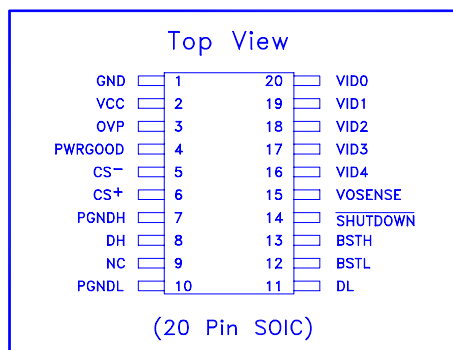 Top View
GND 1 20 VID0
VCC 2 19 VID1
OVP 3 18 VID2
PWRGOOD 4 17 VID3
CS- 5 16 VID4
CS+ 6 15 VOSENSE
PGNDH 7 14 SHUTDOWN
DH 8 13 BSTH
NC 9 12 BSTL
PGNDL 10 11 DL
(20 Pin SOIC)